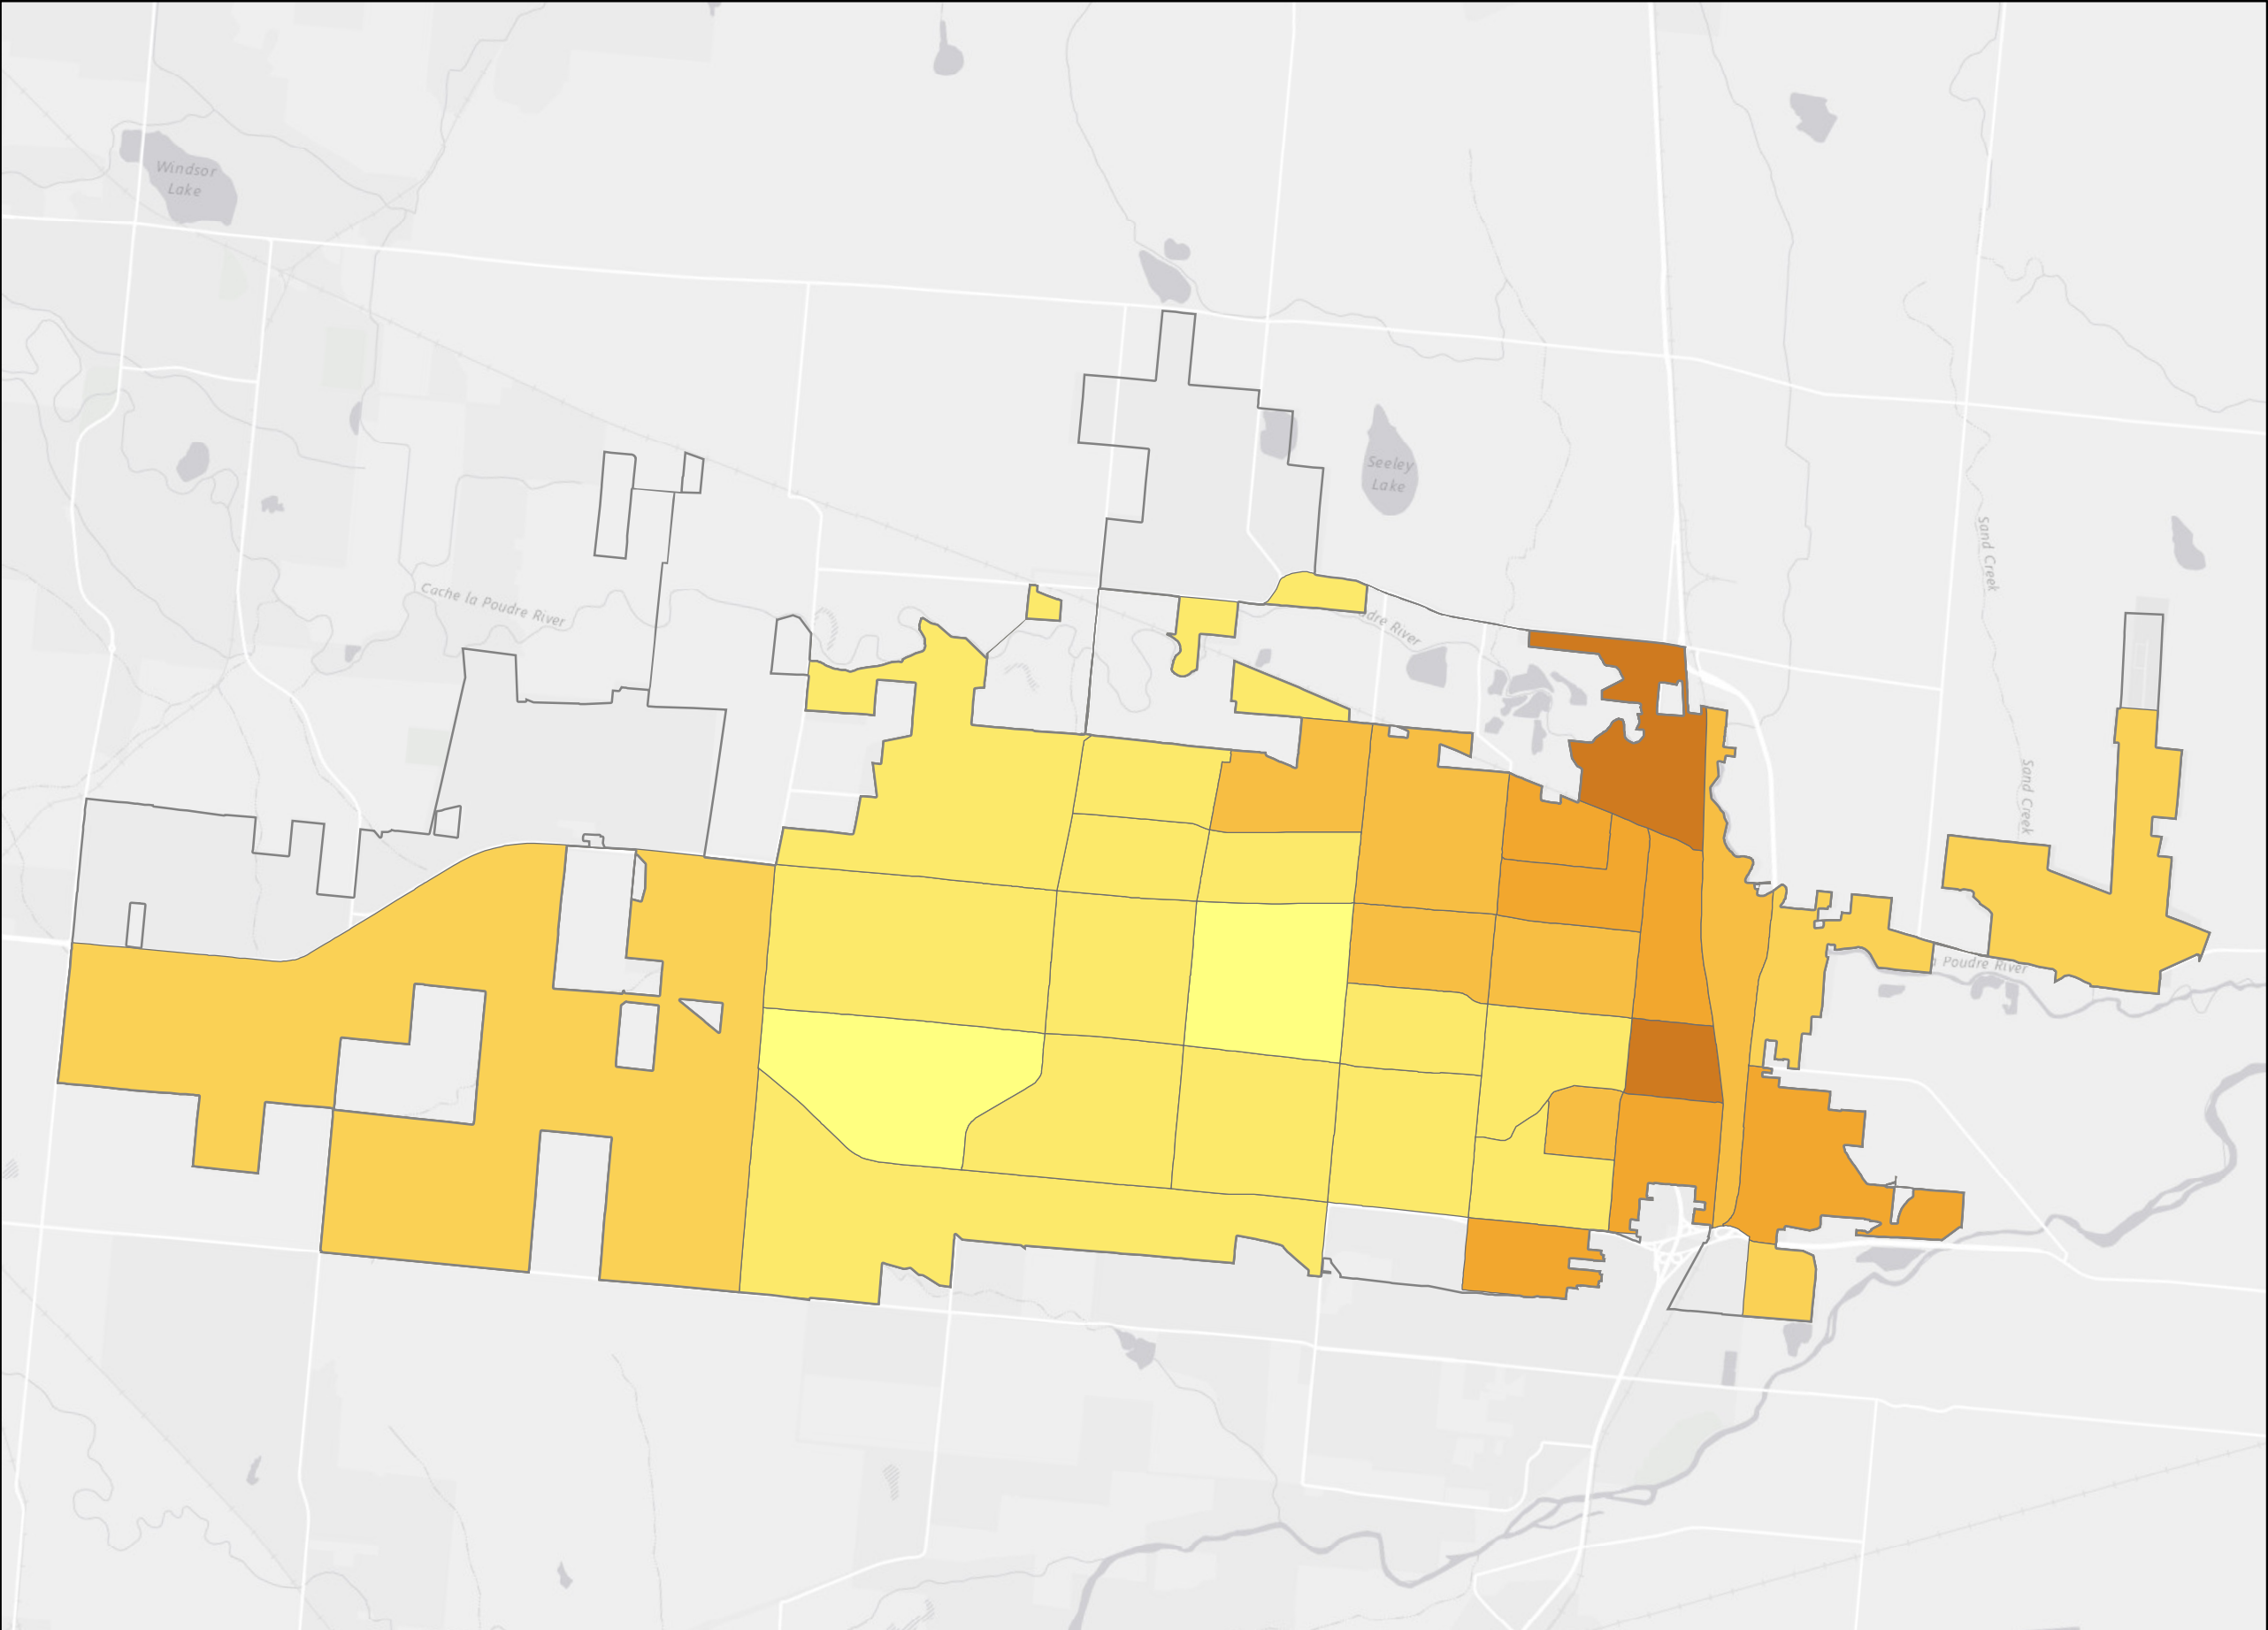 Windsor
Lake
Seeley
Lake
Sand Creek
Cache la Poudre River
dre River
Sand Creek
Poudre River